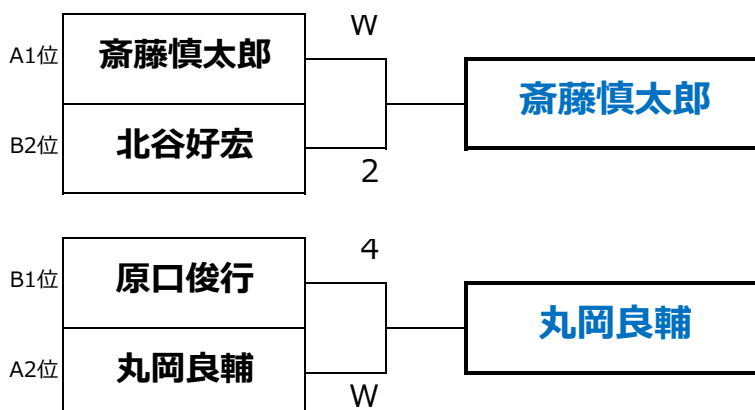 W
A1位 斎藤慎太郎
斎藤慎太郎
B2位 北谷好宏
2
4
B1位 原口俊行
丸岡良輔
A2位 丸岡良輔
W